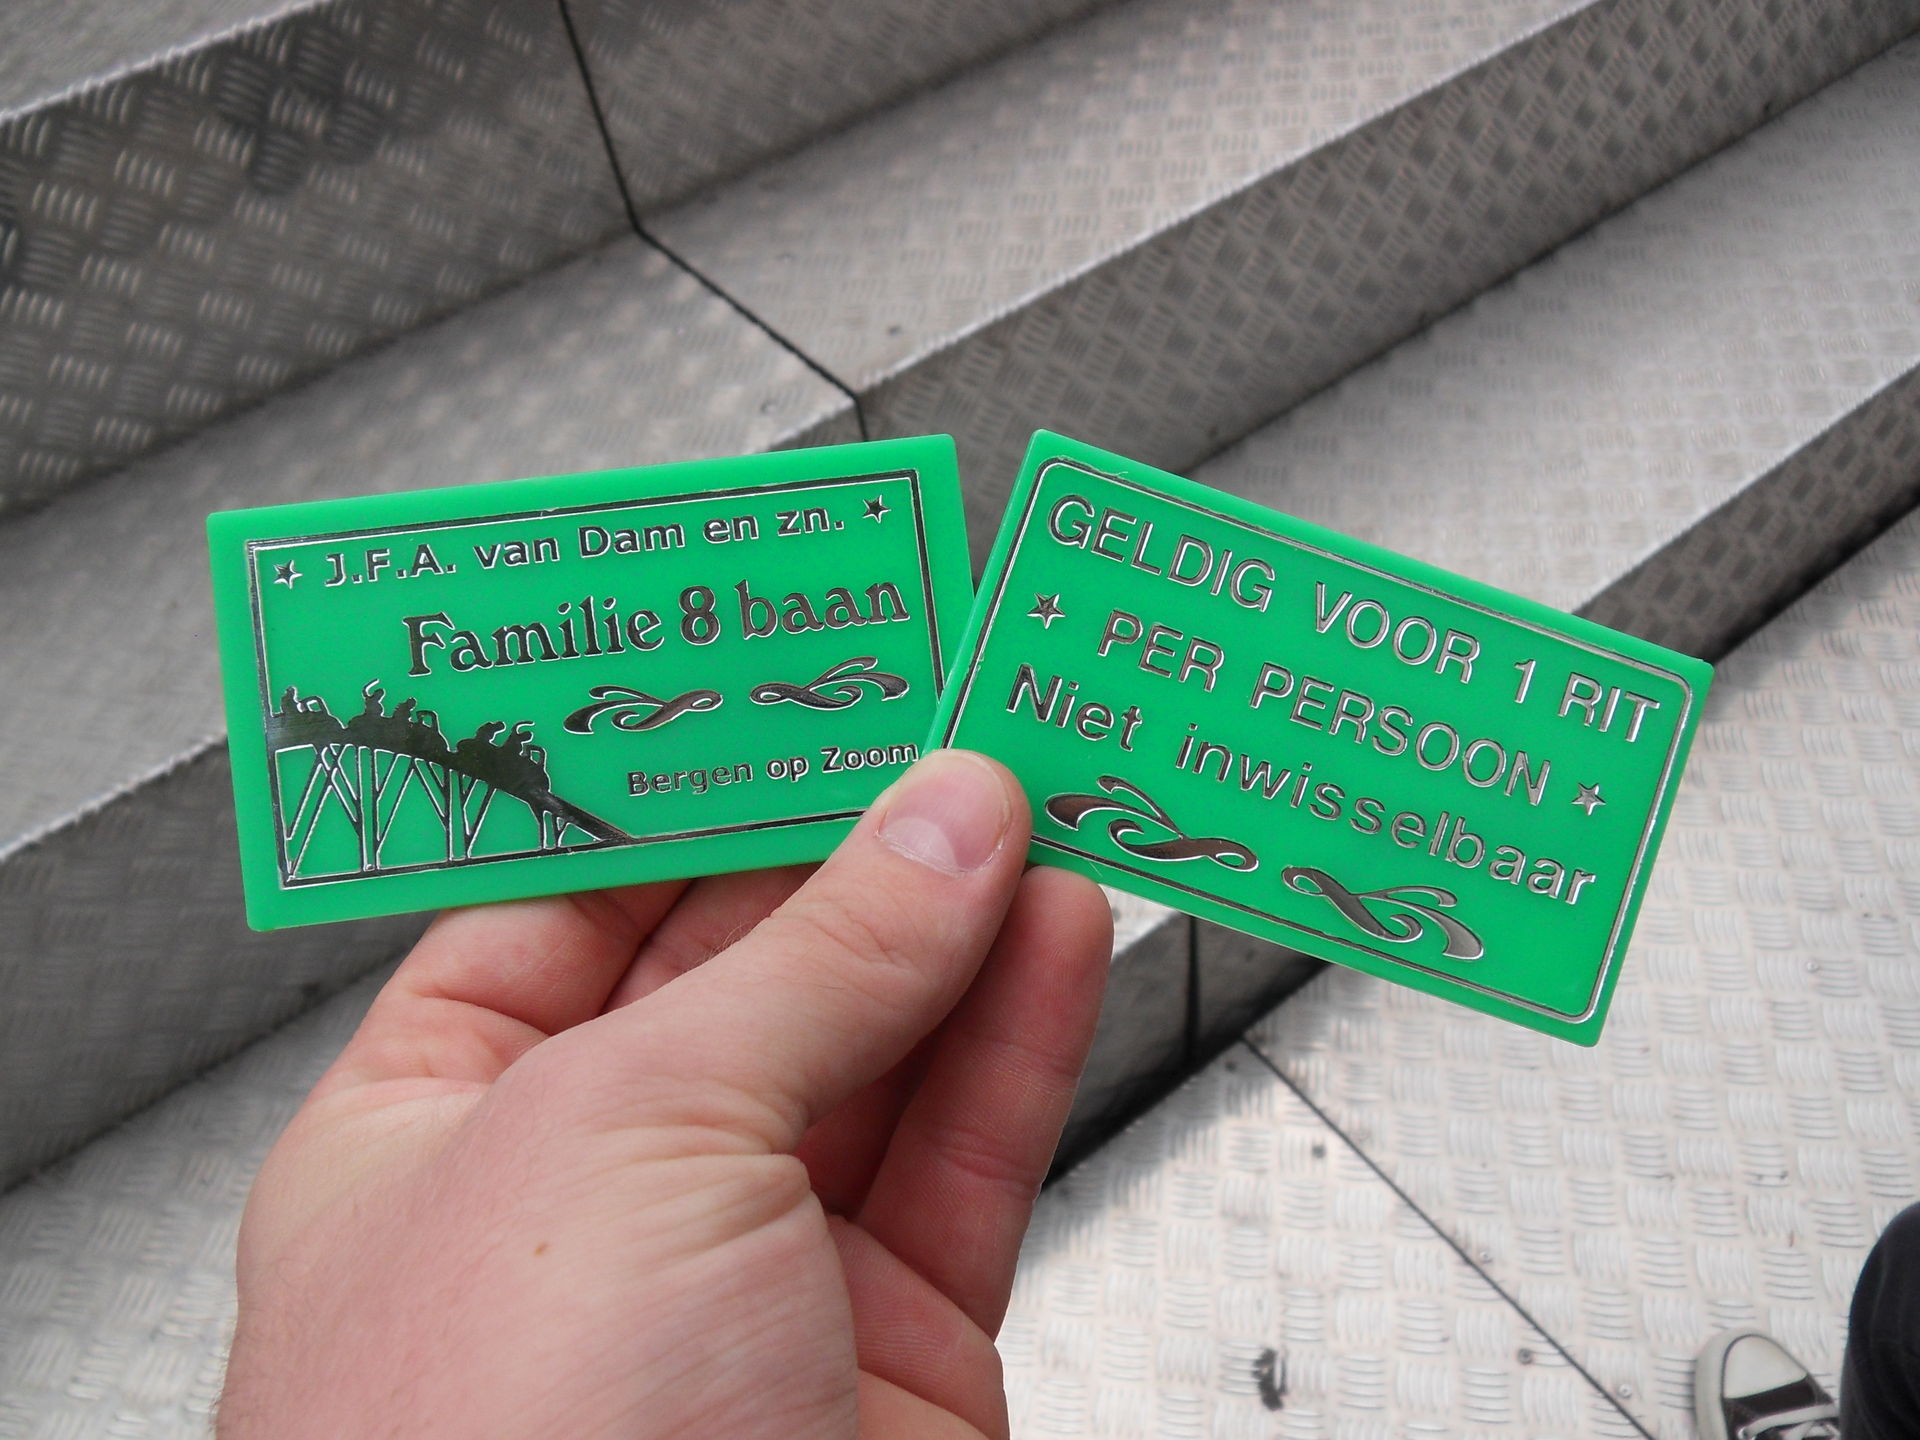 J.F.A. van Dam en zn.
Familie 8 baan
Bergen op Zoom
GELDIG VOOR 1 RIT
PER PERSOON
Niet inwisselbaar